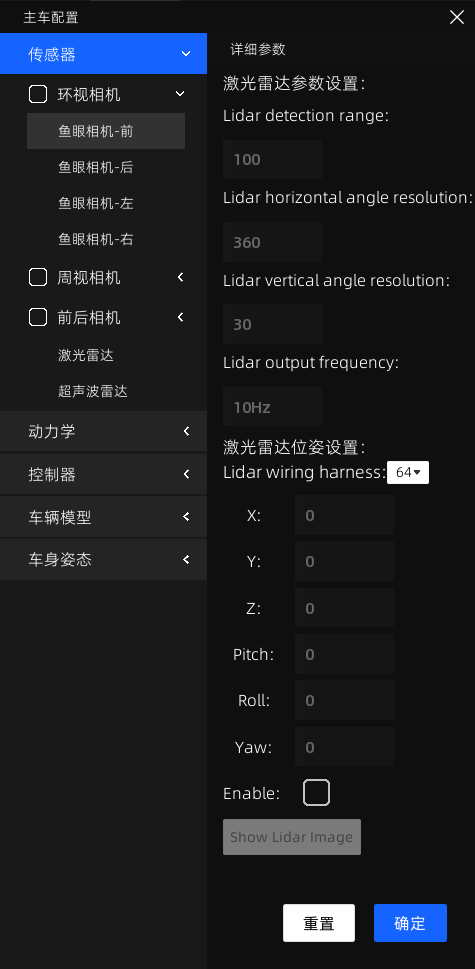 主车配置
传感器
环视相机
鱼眼相机-前
鱼眼相机-后
鱼眼相机-左
鱼眼相机-右
周视相机
前后相机
激光雷达
超声波雷达
动力学
控制器
车辆模型
车身姿态
详细参数
激光雷达参数设置：
Lidar detection range:
100
Lidar horizontal angle resolution:
360
Lidar vertical angle resolution:
30
Lidar output frequency:
10Hz
激光雷达位姿设置：
Lidar wiring harness: 64
X: 0
Y: 0
Z: 0
Pitch: 0
Roll: 0
Yaw: 0
Enable:
Show Lidar Image
重置 确定